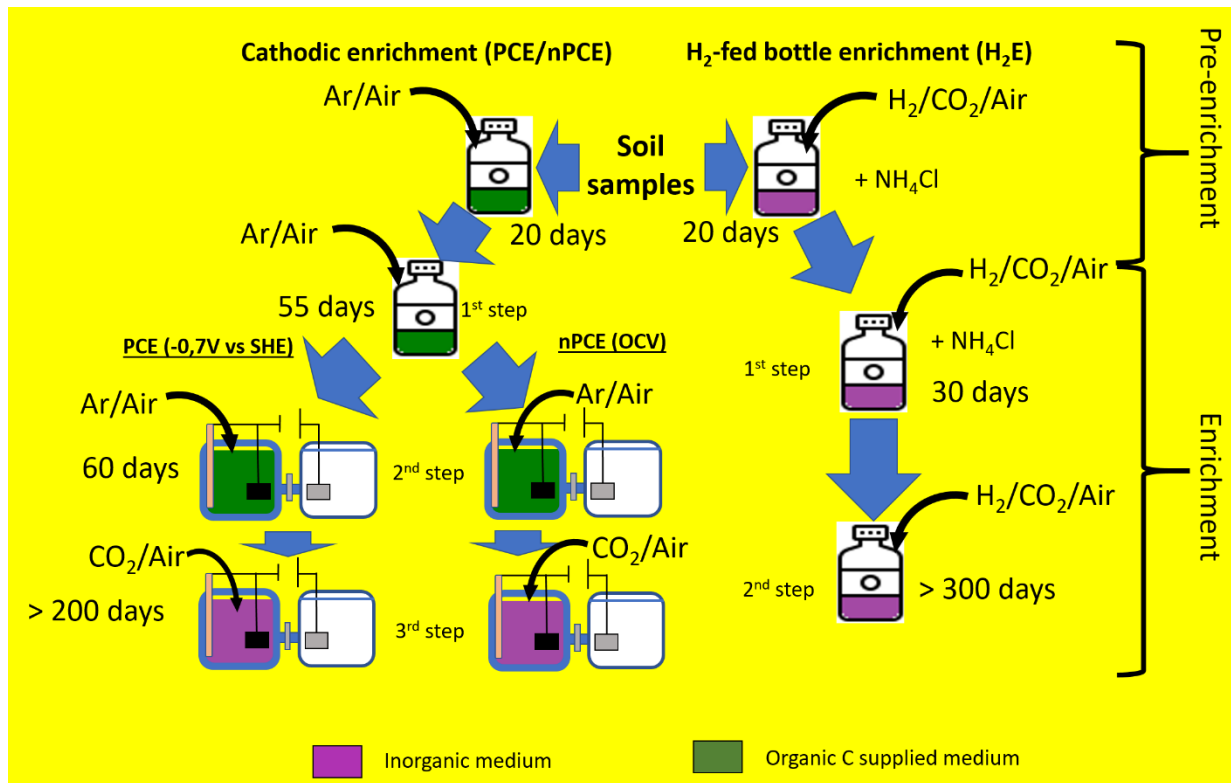 Cathodic enrichment (PCE/nPCE)
H₂-fed bottle enrichment (H₂E)
Pre-enrichment
Ar/Air
H₂/CO₂/Air
Soil
samples
+ NH₄Cl
20 days
20 days
Ar/Air
H₂/CO₂/Air
55 days
1st step
+ NH₄Cl
PCE (-0,7V vs SHE)
nPCE (OCV)
1st step
30 days
Ar/Air
Ar/Air
Enrichment
60 days
2nd step
H₂/CO₂/Air
CO₂/Air
CO₂/Air
2nd step
> 300 days
> 200 days
3rd step
Inorganic medium
Organic C supplied medium